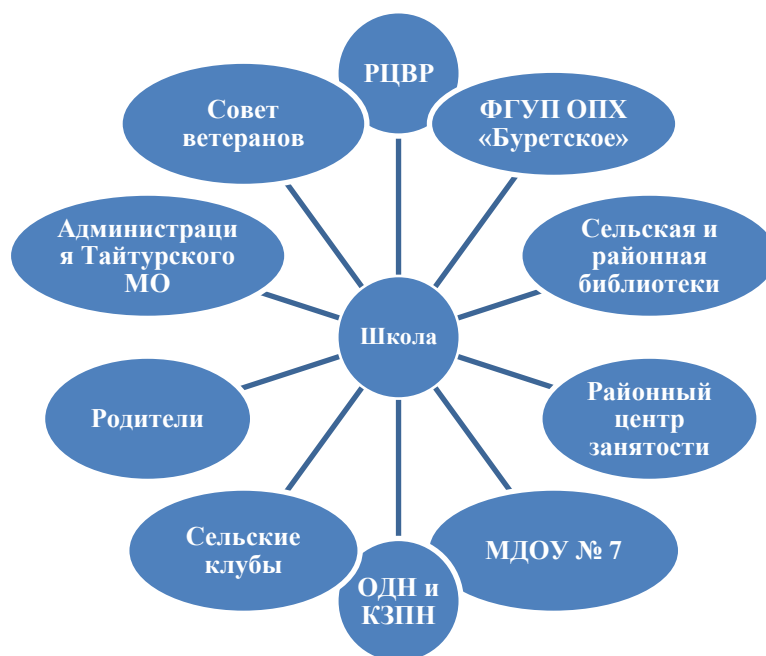 РЦВР
Совет
ветеранов
ФГУП ОПХ
«Буретское»
Администраци
я Тайтурского
МО
Сельская и
районная
библиотеки
Школа
Родители
Районный
центр
занятости
Сельские
клубы
МДОУ № 7
ОДН и
КЗПН